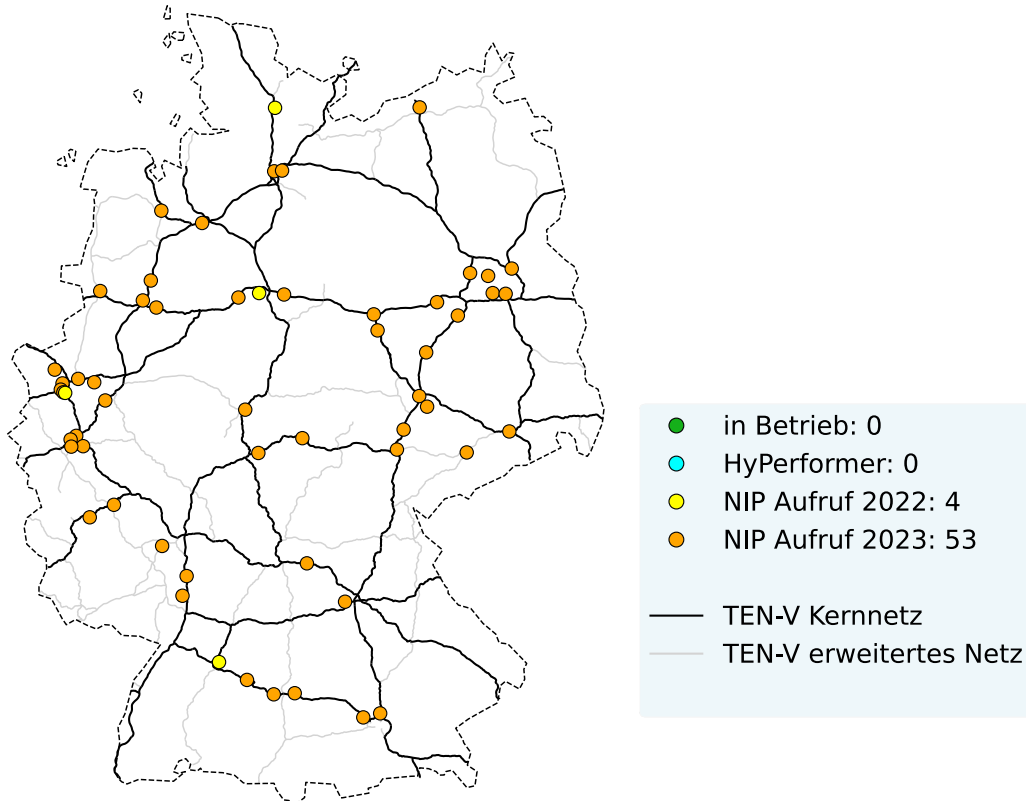 in Betrieb: 0
HyPerformer: 0
NIP Aufruf 2022: 4
NIP Aufruf 2023: 53
TEN-V Kernnetz
TEN-V erweitertes Netz